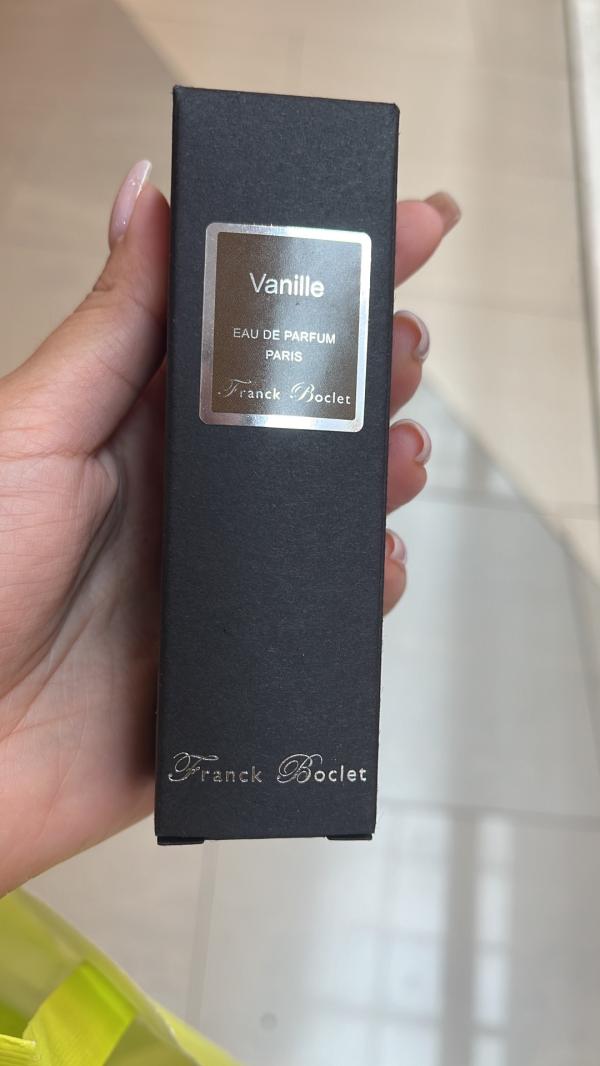 Vanille
EAU DE PARFUM
PARIS
Franck Boclet
Franck Boclet